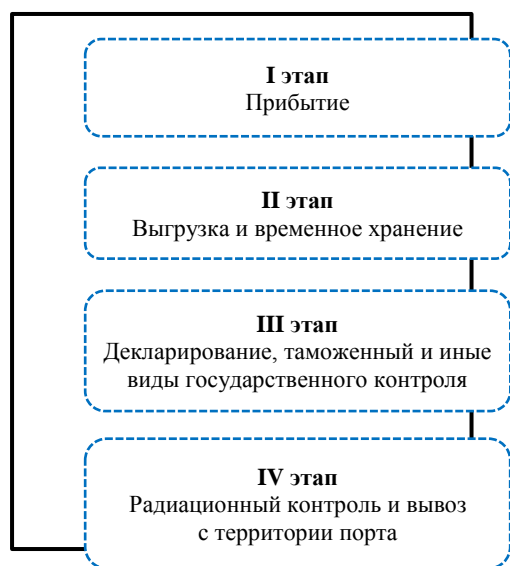 I этап
Прибытие
II этап
Выгрузка и временное хранение
III этап
Декларирование, таможенный и иные
виды государственного контроля
IV этап
Радиационный контроль и вывоз
с территории порта